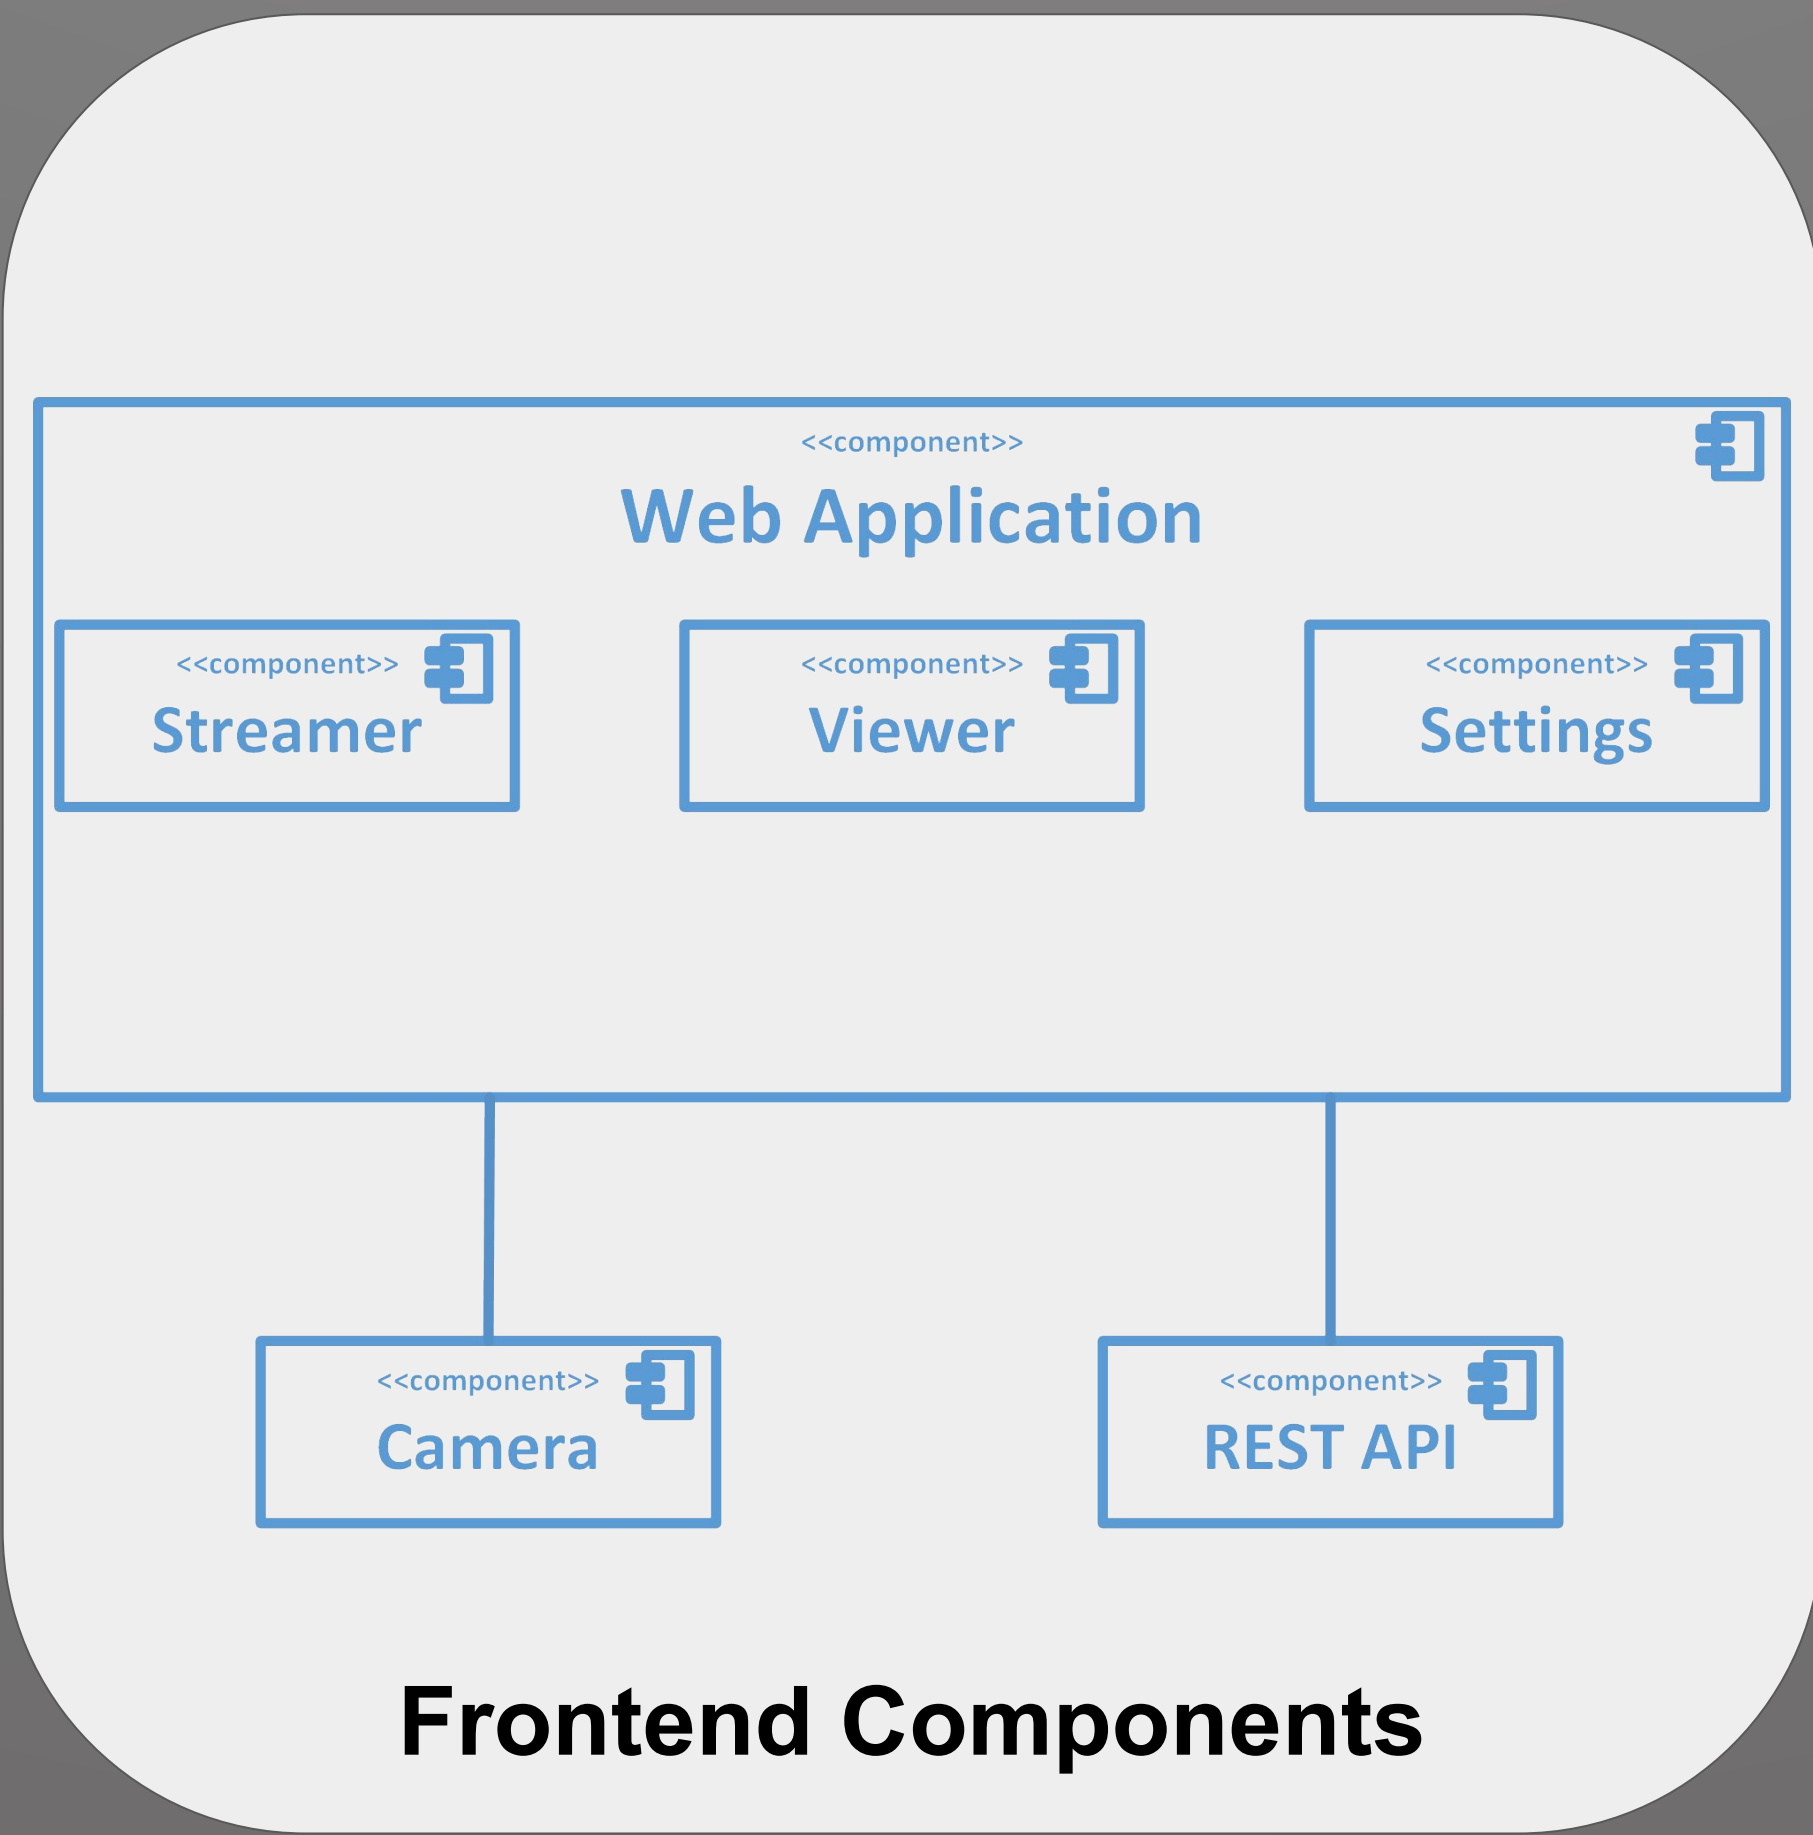 <<component>>
Web Application
<<component>>
Streamer
<<component>>
Viewer
<<component>>
Settings
<<component>>
Camera
<<component>>
REST API
Frontend Components